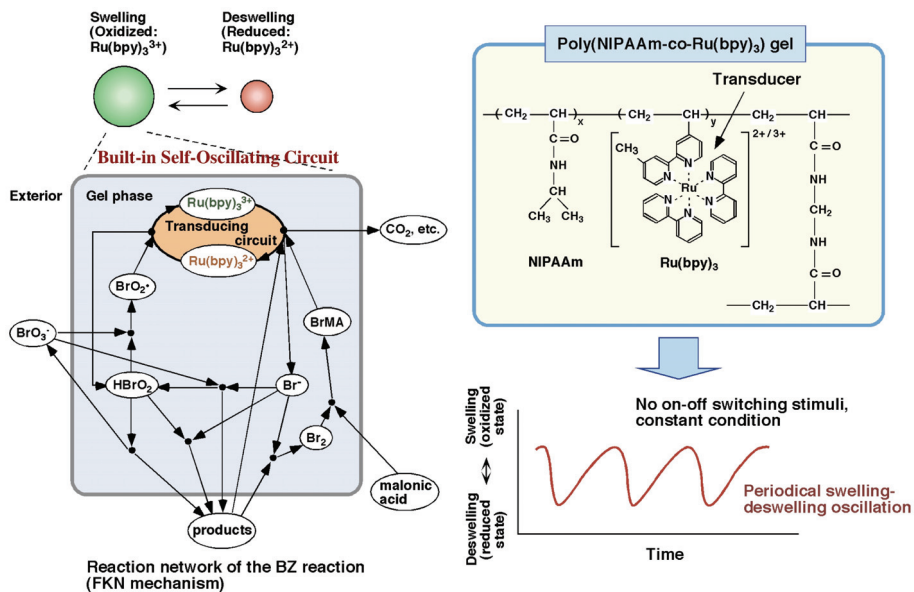 Swelling
(Oxidized:
Ru(bpy)₃³⁺)
Deswelling
(Reduced:
Ru(bpy)₃²⁺)
Built-in Self-Oscillating Circuit
Exterior
Gel phase
Ru(bpy)₃³⁺
Transducing
circuit
Ru(bpy)₃²⁺
CO₂, etc.
BrO₂•
BrO₃⁻
BrMA
HBrO₂
Br⁻
Br₂
malonic
acid
products
Reaction network of the BZ reaction
(FKN mechanism)
Poly(NIPAAm-co-Ru(bpy)₃) gel
Transducer
(CH₂ CH)x (CH₂ CH)y CH₂ CH
C=O
NH
CH
CH₃ CH₃
NIPAAm
CH₃
N N
N Ru N
N N
2+/3+
Ru(bpy)₃
C=O
NH
CH₂
NH
C=O
CH₂ CH
No on-off switching stimuli,
constant condition
Swelling
(oxidized
state)
Deswelling
(reduced
state)
Periodical swelling-
deswelling oscillation
Time